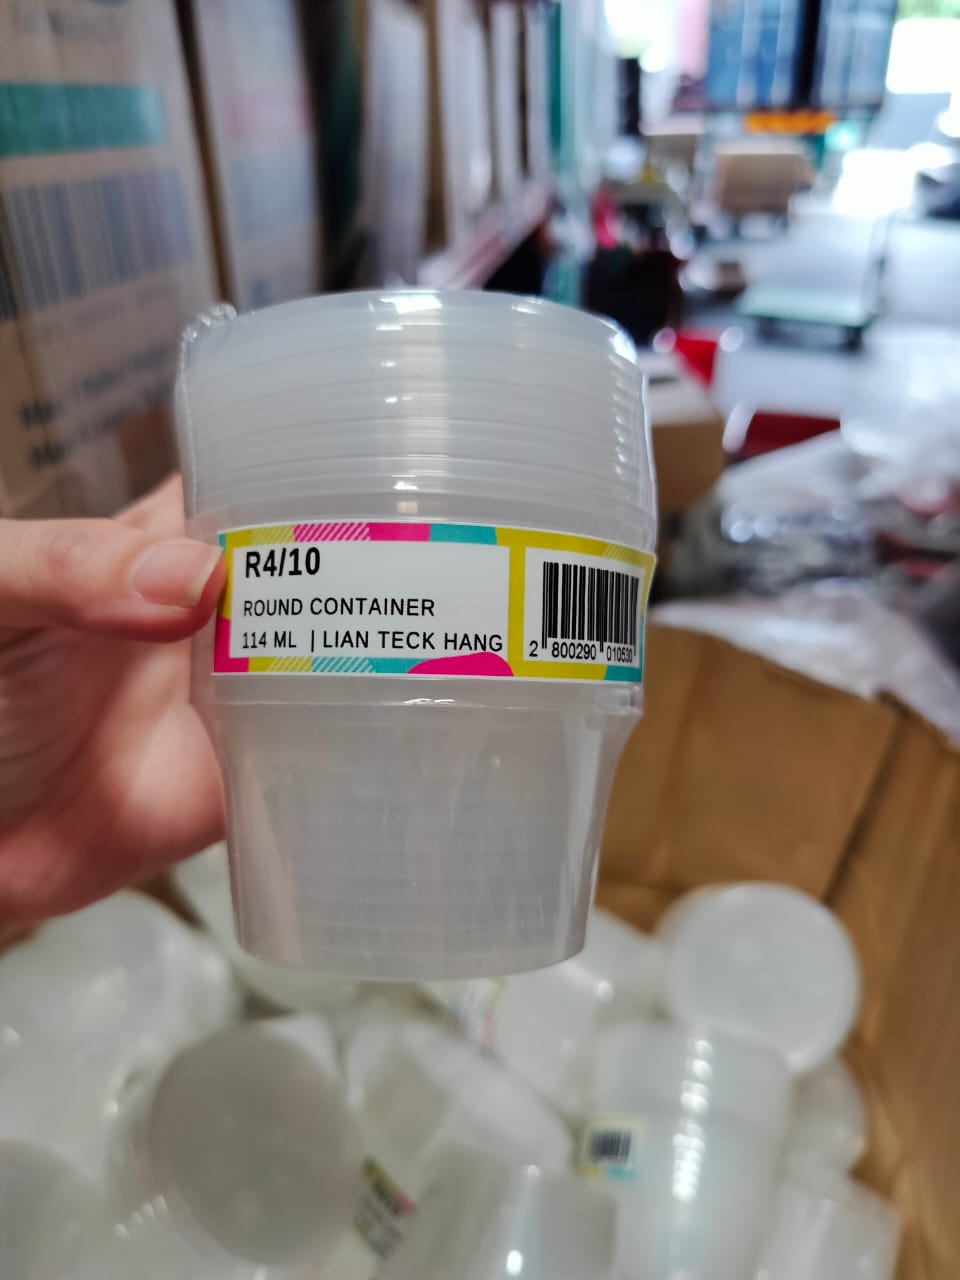 R4/10
ROUND CONTAINER
114 ML | LIAN TECK HANG
2 800290 010530